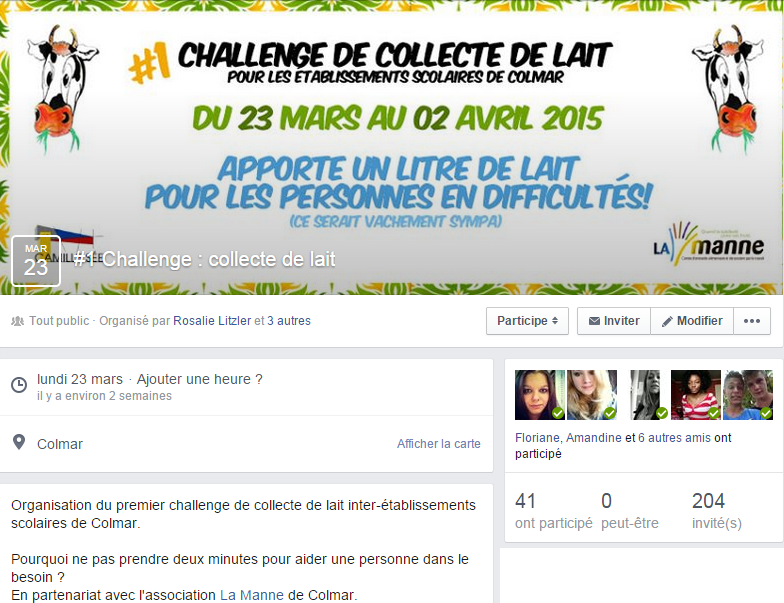 #1 CHALLENGE DE COLLECTE DE LAIT
POUR LES ETABLISSEMENTS SCOLAIRES DE COLMAR
DU 23 MARS AU 02 AVRIL 2015
APPORTE UN LITRE DE LAIT
POUR LES PERSONNES EN DIFFICULTÉS!
(CE SERAIT VACHEMENT SYMPA)
LA manne
MAR
23
#1 Challenge : collecte de lait
Tout public · Organisé par Rosalie Litzler et 3 autres
Participe
Inviter
Modifier
lundi 23 mars · Ajouter une heure ?
il y a environ 2 semaines
Colmar
Afficher la carte
Floriane, Amandine et 6 autres amis ont
participé
41
ont participé
0
peut-être
204
invité(s)
Organisation du premier challenge de collecte de lait inter-établissements
scolaires de Colmar.
Pourquoi ne pas prendre deux minutes pour aider une personne dans le
besoin ?
En partenariat avec l'association La Manne de Colmar.